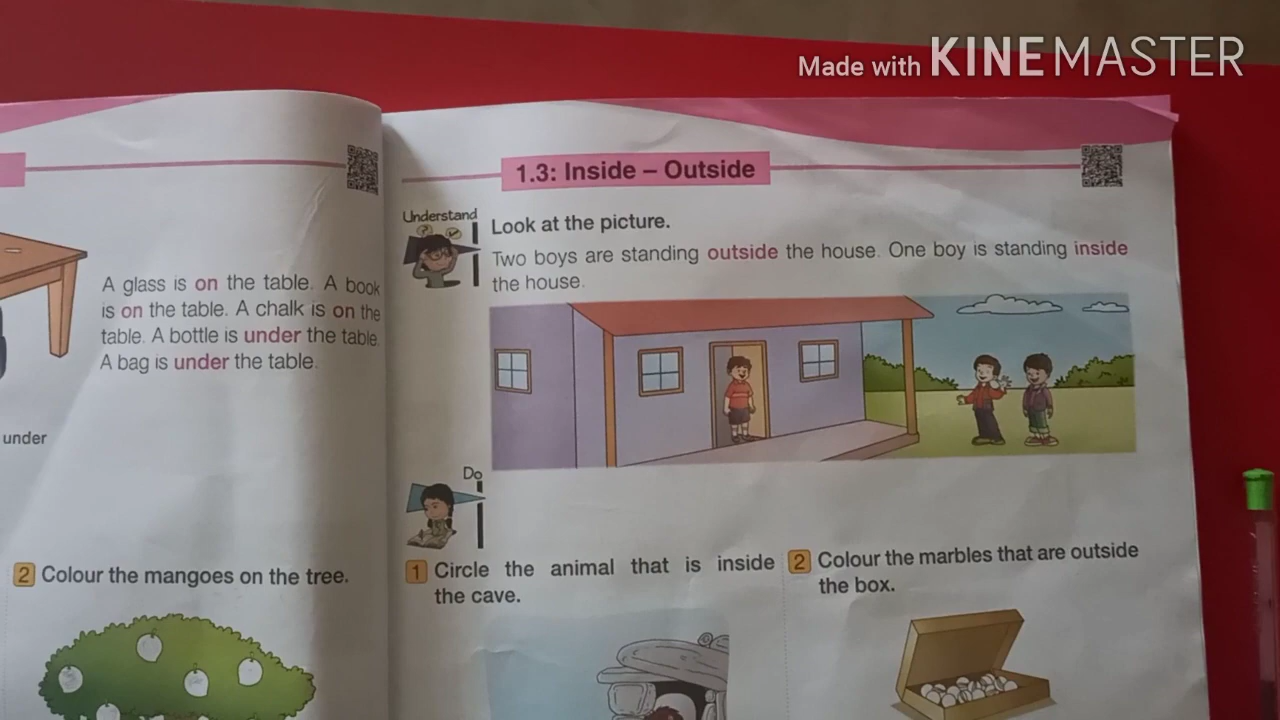 Made with KINEMASTER
A glass is on the table. A book
is on the table. A chalk is on the
table. A bottle is under the table.
A bag is under the table.
under
2 Colour the mangoes on the tree.
1.3: Inside – Outside
Understand
Look at the picture.
Two boys are standing outside the house. One boy is standing inside
the house.
Do
1 Circle the animal that is inside
the cave.
2 Colour the marbles that are outside
the box.